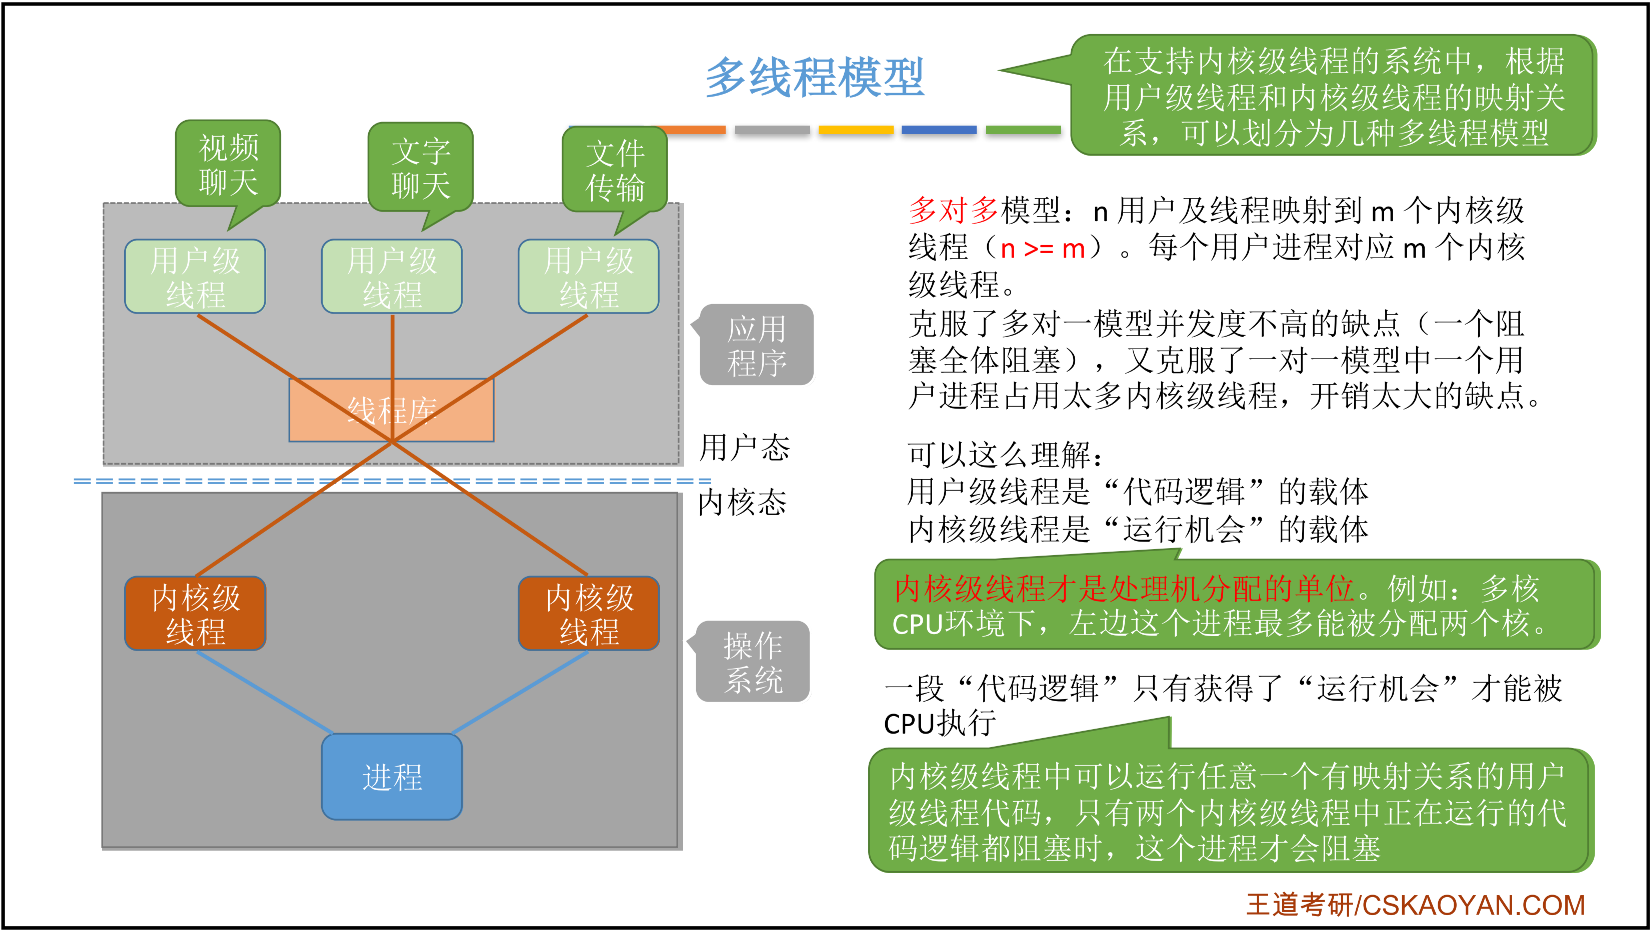 多线程模型
在支持内核级线程的系统中，根据
用户级线程和内核级线程的映射关
系，可以划分为几种多线程模型
视频
聊天
文字
聊天
文件
传输
用户级
线程
用户级
线程
用户级
线程
应用
程序
线程库
用户态
内核态
内核级
线程
内核级
线程
操作
系统
进程
多对多模型：n 用户及线程映射到 m 个内核级
线程（n >= m）。每个用户进程对应 m 个内核
级线程。
克服了多对一模型并发度不高的缺点（一个阻
塞全体阻塞），又克服了一对一模型中一个用
户进程占用太多内核级线程，开销太大的缺点。
可以这么理解：
用户级线程是“代码逻辑”的载体
内核级线程是“运行机会”的载体
内核级线程才是处理机分配的单位。例如：多核
CPU环境下，左边这个进程最多能被分配两个核。
一段“代码逻辑”只有获得了“运行机会”才能被
CPU执行
内核级线程中可以运行任意一个有映射关系的用户
级线程代码，只有两个内核级线程中正在运行的代
码逻辑都阻塞时，这个进程才会阻塞
王道考研/CSKAOYAN.COM